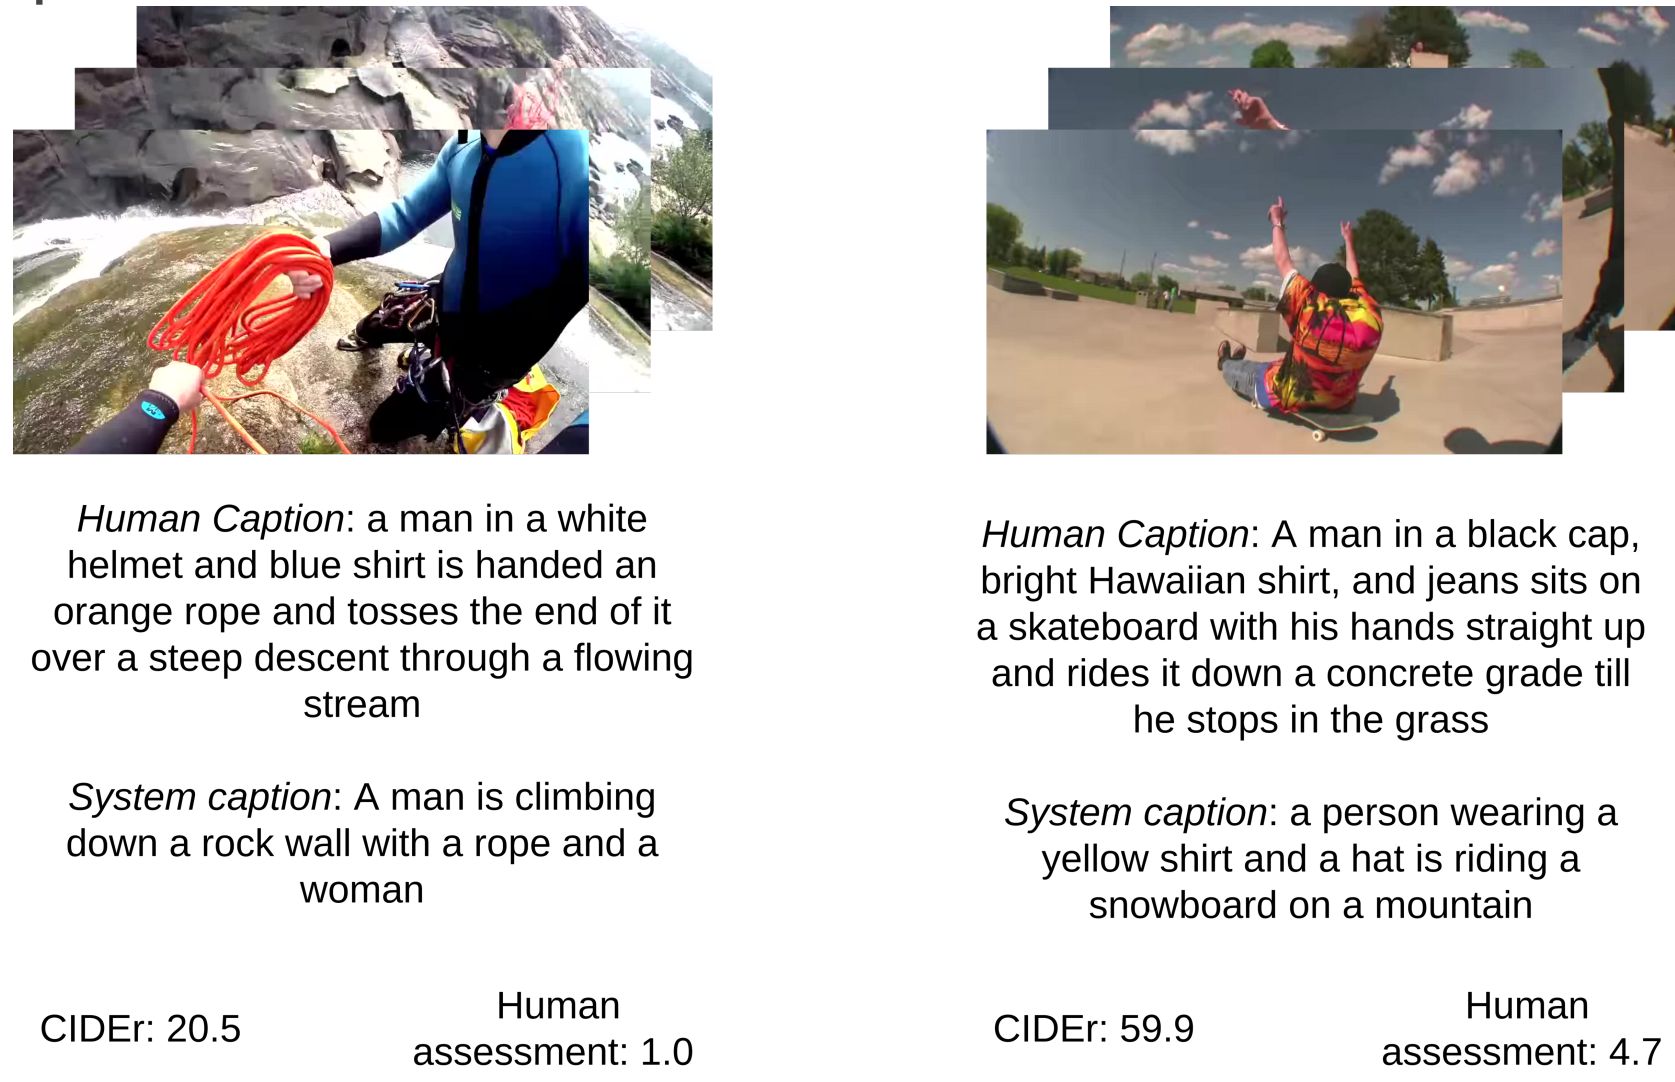 Human Caption: a man in a white
helmet and blue shirt is handed an
orange rope and tosses the end of it
over a steep descent through a flowing
stream
System caption: A man is climbing
down a rock wall with a rope and a
woman
CIDEr: 20.5
Human
assessment: 1.0
Human Caption: A man in a black cap,
bright Hawaiian shirt, and jeans sits on
a skateboard with his hands straight up
and rides it down a concrete grade till
he stops in the grass
System caption: a person wearing a
yellow shirt and a hat is riding a
snowboard on a mountain
CIDEr: 59.9
Human
assessment: 4.7